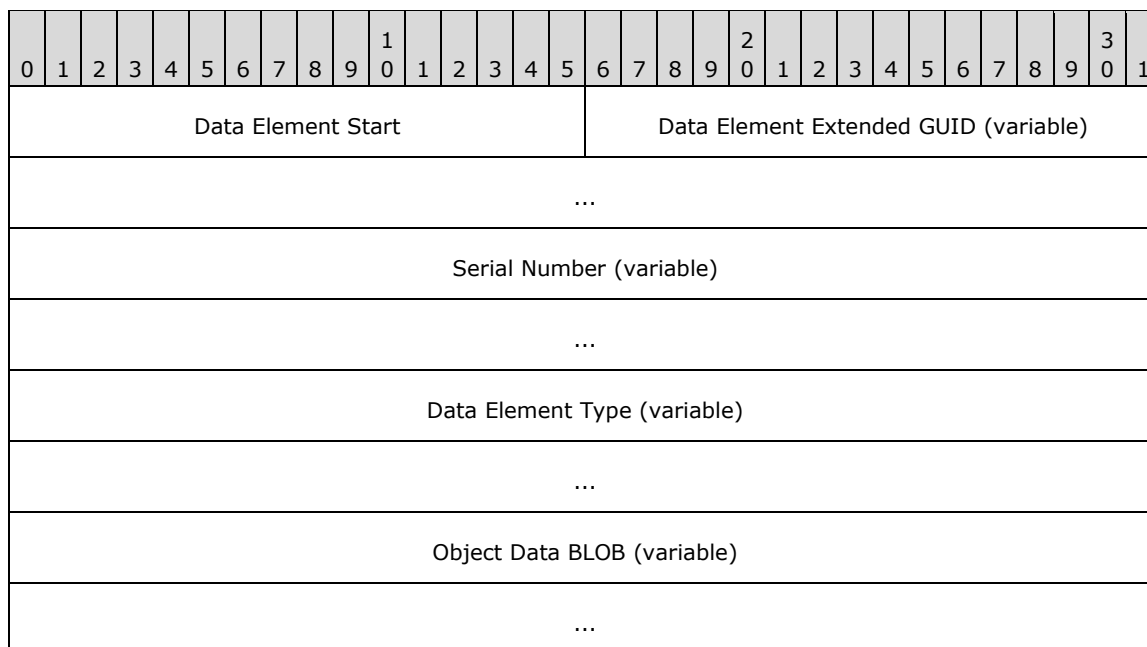 1 2 3
0 1 2 3 4 5 6 7 8 9 0 1 2 3 4 5 6 7 8 9 0 1 2 3 4 5 6 7 8 9 0 1
Data Element Start Data Element Extended GUID (variable)
...
Serial Number (variable)
...
Data Element Type (variable)
...
Object Data BLOB (variable)
...